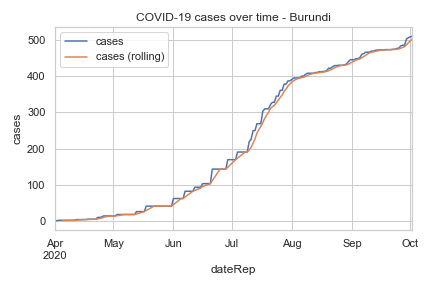 COVID-19 cases over time - Burundi
cases
cases (rolling)
500
400
300
200
100
0
cases
Apr
2020
May
Jun
Jul
Aug
Sep
Oct
dateRep